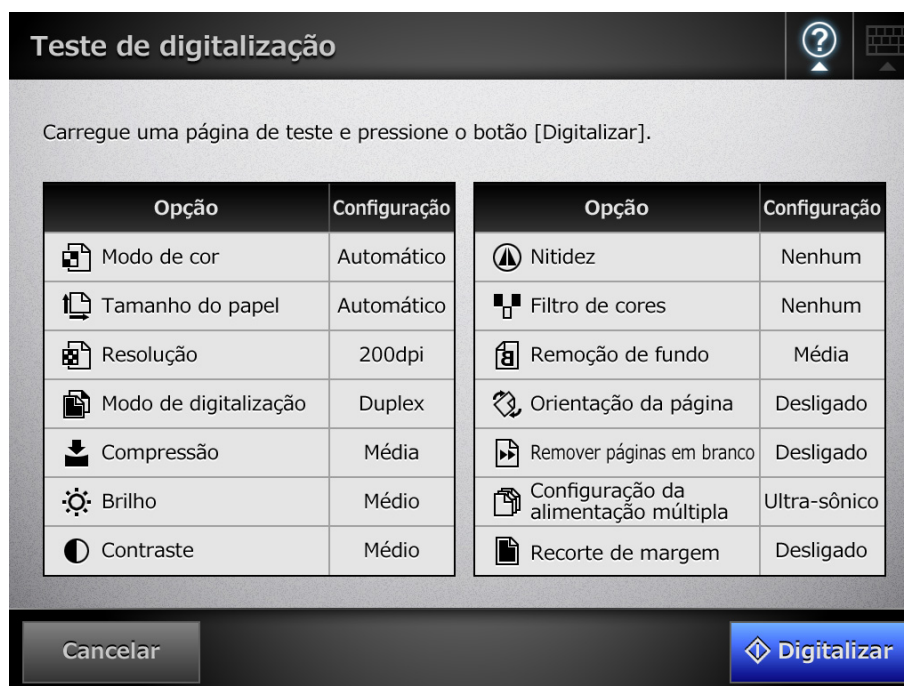 Teste de digitalização
Carregue uma página de teste e pressione o botão [Digitalizar].
Opção Configuração
Modo de cor Automático
Tamanho do papel Automático
Resolução 200dpi
Modo de digitalização Duplex
Compressão Média
Brilho Médio
Contraste Médio
Opção Configuração
Nitidez Nenhum
Filtro de cores Nenhum
Remoção de fundo Média
Orientação da página Desligado
Remover páginas em branco Desligado
Configuração da
alimentação múltipla Ultra-sônico
Recorte de margem Desligado
Cancelar
Digitalizar